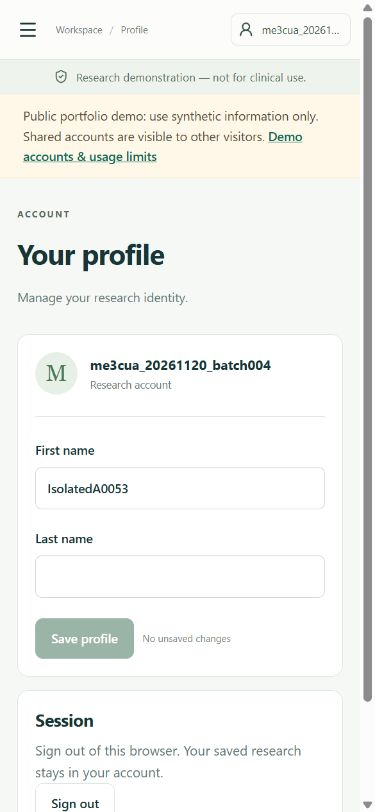 Workspace / Profile
me3cua_20261...
Research demonstration — not for clinical use.
Public portfolio demo: use synthetic information only.
Shared accounts are visible to other visitors. Demo
accounts & usage limits
ACCOUNT
Your profile
Manage your research identity.
M
me3cua_20261120_batch004
Research account
First name
IsolatedA0053
Last name
Save profile
No unsaved changes
Session
Sign out of this browser. Your saved research
stays in your account.
Sign out